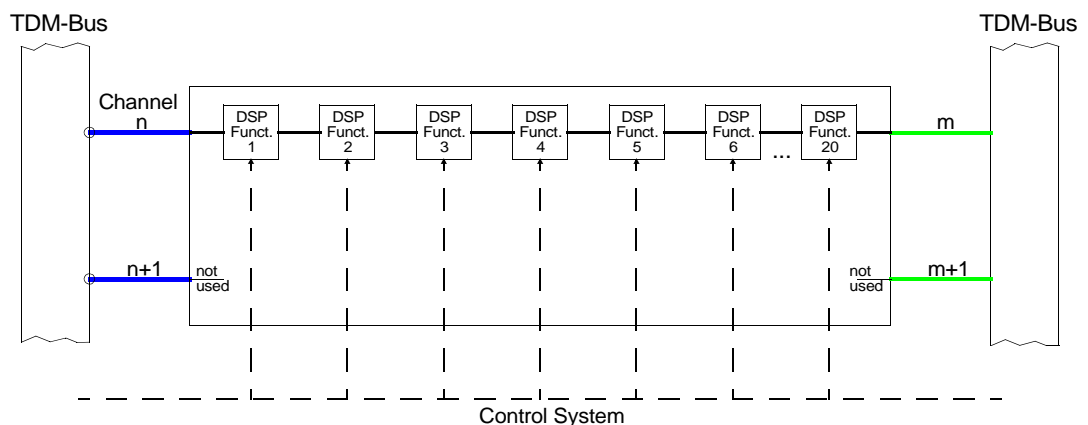 TDM-Bus
TDM-Bus
Channel
n
DSP
Funct.
1
DSP
Funct.
2
DSP
Funct.
3
DSP
Funct.
4
DSP
Funct.
5
DSP
Funct.
6
...
DSP
Funct.
20
m
n+1
not
used
not
used
m+1
Control System